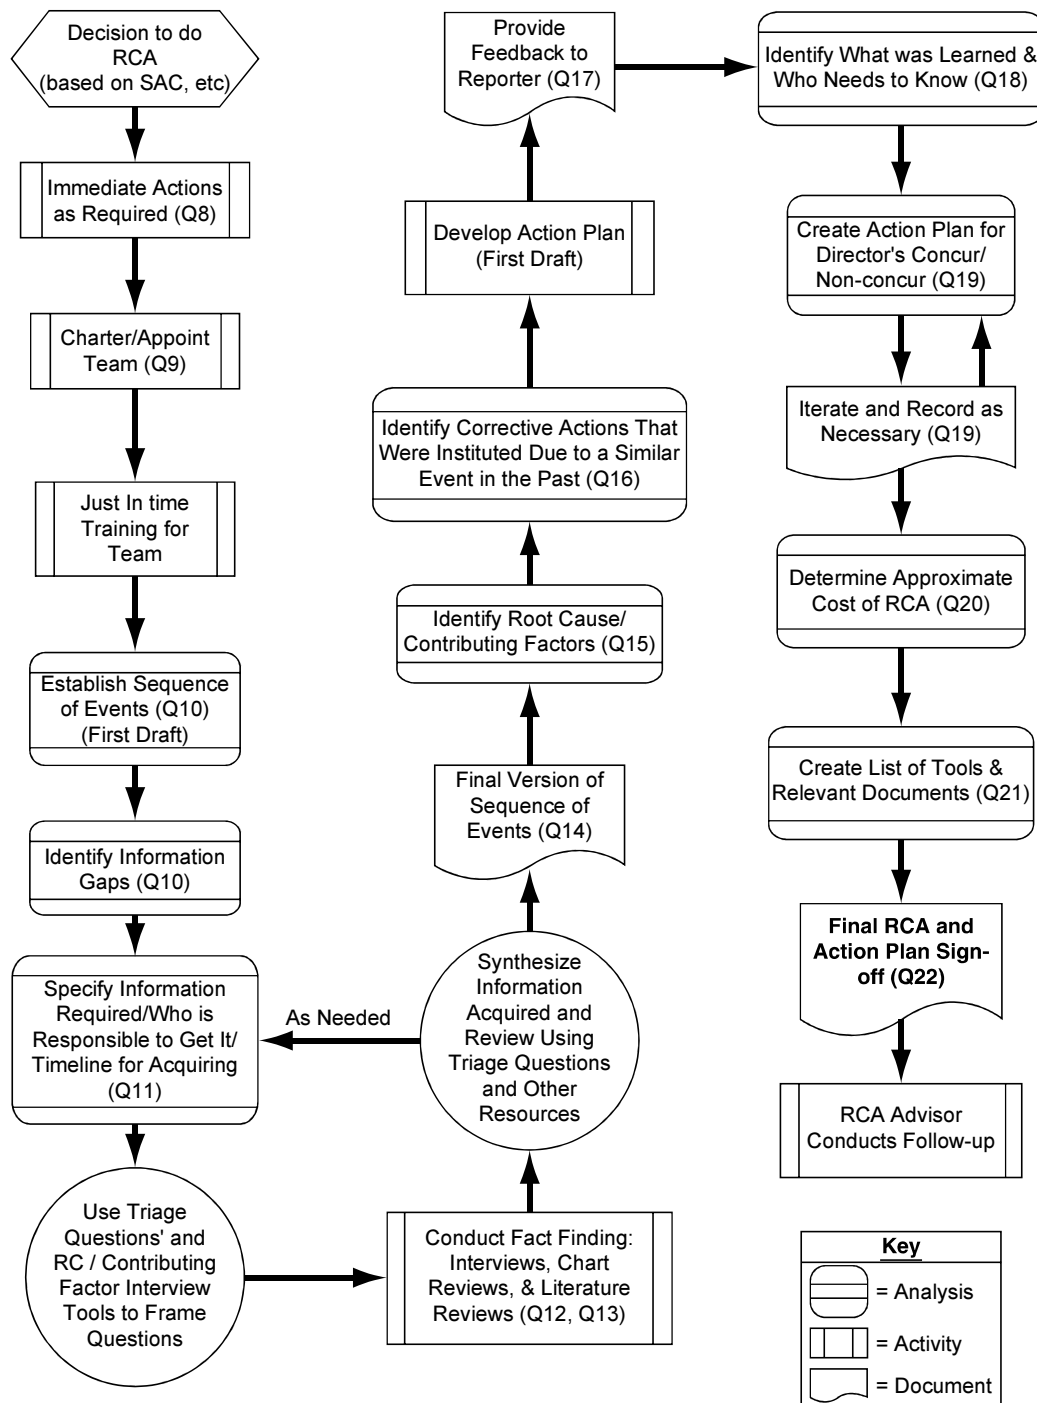 Decision to do
RCA
(based on SAC, etc)
Immediate Actions
as Required (Q8)
Charter/Appoint
Team (Q9)
Just In time
Training for
Team
Establish Sequence
of Events (Q10)
(First Draft)
Identify Information
Gaps (Q10)
Specify Information
Required/Who is
Responsible to Get It/
Timeline for Acquiring
(Q11)
Use Triage
Questions' and
RC / Contributing
Factor Interview
Tools to Frame
Questions
Conduct Fact Finding:
Interviews, Chart
Reviews, & Literature
Reviews (Q12, Q13)
Synthesize
Information
Acquired and
Review Using
Triage Questions
and Other
Resources
As Needed
Final Version of
Sequence of
Events (Q14)
Identify Root Cause/
Contributing Factors (Q15)
Identify Corrective Actions That
Were Instituted Due to a Similar
Event in the Past (Q16)
Develop Action Plan
(First Draft)
Provide
Feedback to
Reporter (Q17)
Identify What was Learned &
Who Needs to Know (Q18)
Create Action Plan for
Director's Concur/
Non-concur (Q19)
Iterate and Record as
Necessary (Q19)
Determine Approximate
Cost of RCA (Q20)
Create List of Tools &
Relevant Documents (Q21)
Final RCA and
Action Plan Sign-
off (Q22)
RCA Advisor
Conducts Follow-up
Key
= Analysis
= Activity
= Document